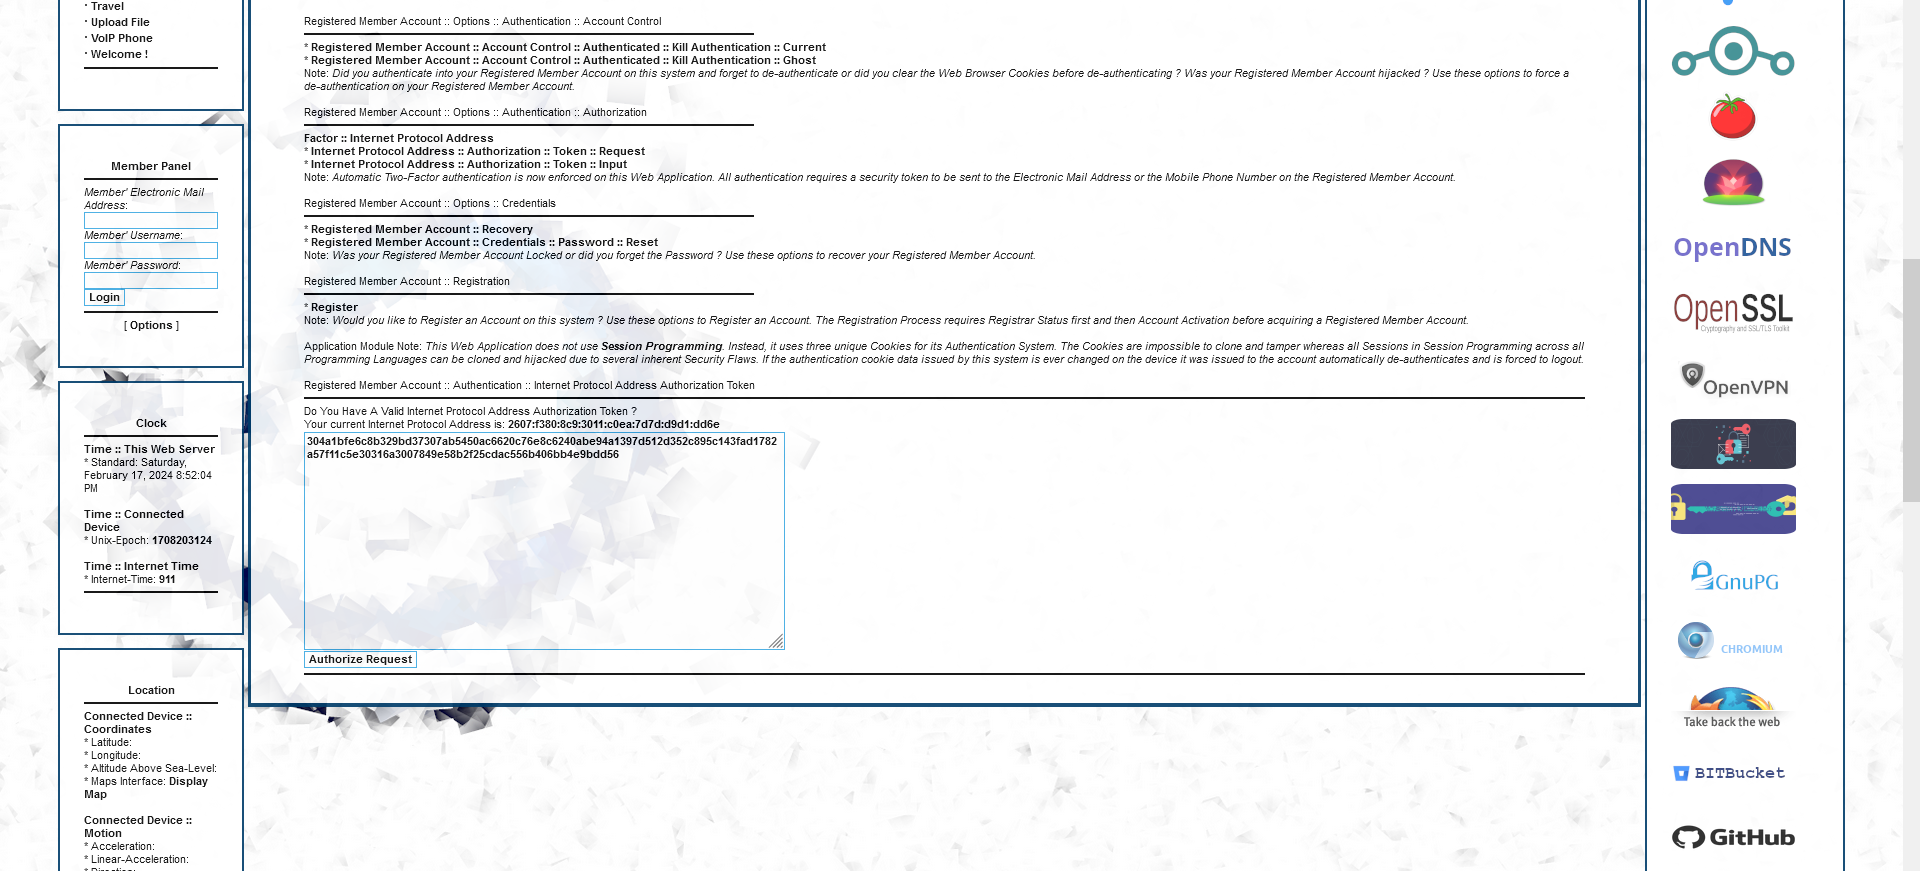 · Travel
· Upload File
· VoIP Phone
· Welcome !
Member Panel
Member' Electronic Mail
Address:
Member' Username:
Member' Password:
Login
[ Options ]
Clock
Time :: This Web Server
* Standard: Saturday,
February 17, 2024 8:52:04
PM
Time :: Connected
Device
* Unix-Epoch: 1708203124
Time :: Internet Time
* Internet-Time: 911
Location
Connected Device ::
Coordinates
* Latitude:
* Longitude:
* Altitude Above Sea-Level:
* Maps Interface: Display
Map
Connected Device ::
Motion
* Acceleration:
* Linear-Acceleration:
Registered Member Account :: Options :: Authentication :: Account Control
* Registered Member Account :: Account Control :: Authenticated :: Kill Authentication :: Current
* Registered Member Account :: Account Control :: Authenticated :: Kill Authentication :: Ghost
Note: Did you authenticate into your Registered Member Account on this system and forget to de-authenticate or did you clear the Web Browser Cookies before de-authenticating ? Was your Registered Member Account hijacked ? Use these options to force a
de-authentication on your Registered Member Account.
Registered Member Account :: Options :: Authentication :: Authorization
Factor :: Internet Protocol Address
* Internet Protocol Address :: Authorization :: Token :: Request
* Internet Protocol Address :: Authorization :: Token :: Input
Note: Automatic Two-Factor authentication is now enforced on this Web Application. All authentication requires a security token to be sent to the Electronic Mail Address or the Mobile Phone Number on the Registered Member Account.
Registered Member Account :: Options :: Credentials
* Registered Member Account :: Recovery
* Registered Member Account :: Credentials :: Password :: Reset
Note: Was your Registered Member Account Locked or did you forget the Password ? Use these options to recover your Registered Member Account.
Registered Member Account :: Registration
* Register
Note: Would you like to Register an Account on this system ? Use these options to Register an Account. The Registration Process requires Registrar Status first and then Account Activation before acquiring a Registered Member Account.
Application Module Note: This Web Application does not use Session Programming. Instead, it uses three unique Cookies for its Authentication System. The Cookies are impossible to clone and tamper whereas all Sessions in Session Programming across all
Programming Languages can be cloned and hijacked due to several inherent Security Flaws. If the authentication cookie data issued by this system is ever changed on the device it was issued to the account automatically de-authenticates and is forced to logout.
Registered Member Account :: Authentication :: Internet Protocol Address Authorization Token
Do You Have A Valid Internet Protocol Address Authorization Token ?
Your current Internet Protocol Address is: 2607:f380:8c9:3011:c0ea:7d7d:d9d1:dd6e
304a1bfe6c8b329bd37307ab5450ac6620c76e8c6240abe94a1397d512d352c895c143fad1782
a57f11c5e30316a3007849e58b2f25cdac556b406bb4e9bdd56
Authorize Request
OpenDNS
OpenSSL
Cryptography and SSL/TLS Toolkit
OpenVPN
GnuPG
CHROMIUM
Take back the web
BITBucket
GitHub